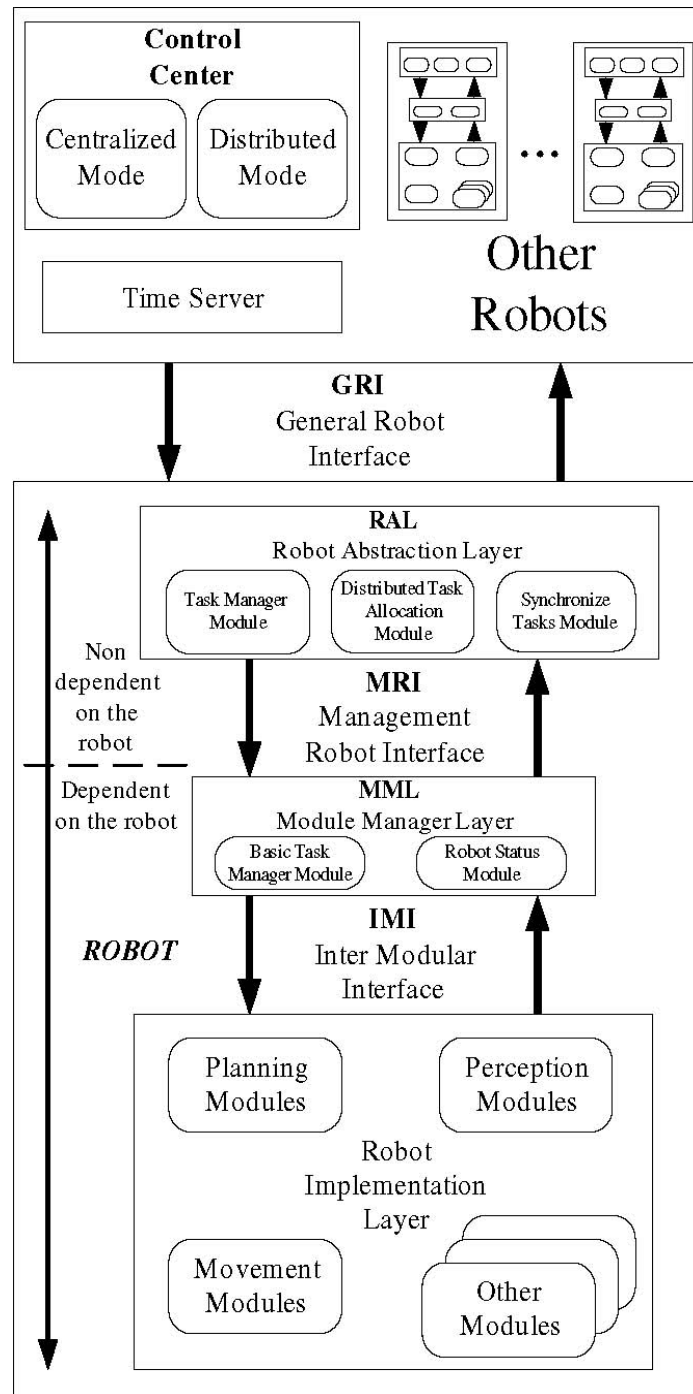 Control
Center
Centralized
Mode
Distributed
Mode
Time Server
...
Other
Robots
GRI
General Robot
Interface
RAL
Robot Abstraction Layer
Task Manager
Module
Distributed Task
Allocation
Module
Synchronize
Tasks Module
Non
dependent
on the
robot
MRI
Management
Robot Interface
Dependent
on the robot
MML
Module Manager Layer
Basic Task
Manager Module
Robot Status
Module
ROBOT
IMI
Inter Modular
Interface
Planning
Modules
Perception
Modules
Robot
Implementation
Layer
Movement
Modules
Other
Modules